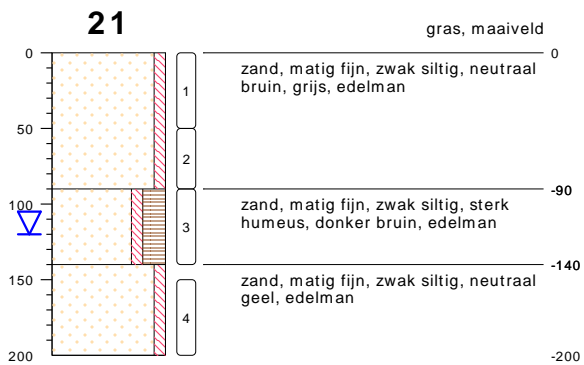 21
gras, maaiveld
0
0
zand, matig fijn, zwak siltig, neutraal
bruin, grijs, edelman
1
50
2
-90
100
zand, matig fijn, zwak siltig, sterk
humeus, donker bruin, edelman
3
-140
150
zand, matig fijn, zwak siltig, neutraal
geel, edelman
4
200
-200